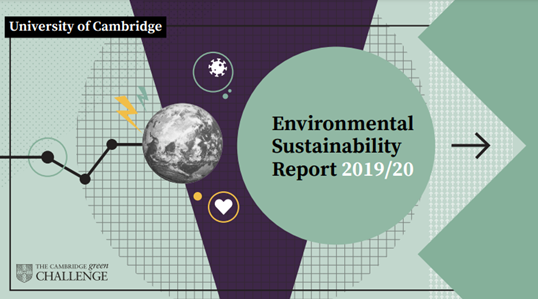 University of Cambridge
Environmental
Sustainability
Report 2019/20
THE CAMBRIDGE green
CHALLENGE